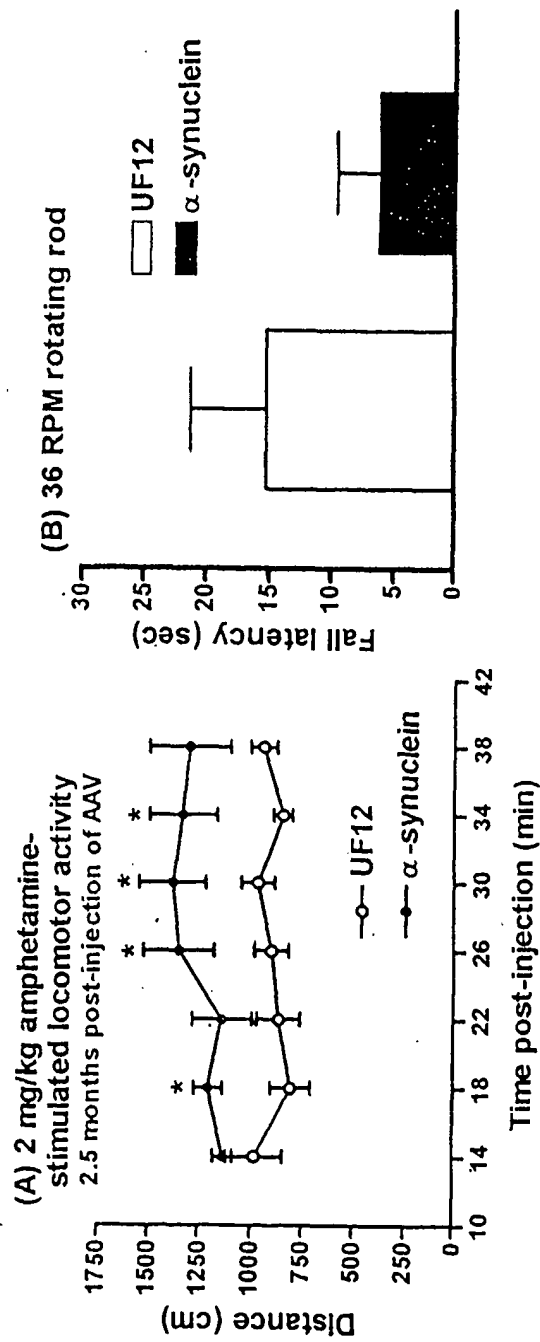 (A) 2 mg/kg amphetamine-
stimulated locomotor activity
2.5 months post-injection of AAV
Distance (cm)
1750
1500
1250
1000
750
500
250
0
* * * *
UF12
α-synuclein
10 14 18 22 26 30 34 38 42
Time post-injection (min)
(B) 36 RPM rotating rod
Fall latency (sec)
30
25
20
15
10
5
0
UF12
α-synuclein